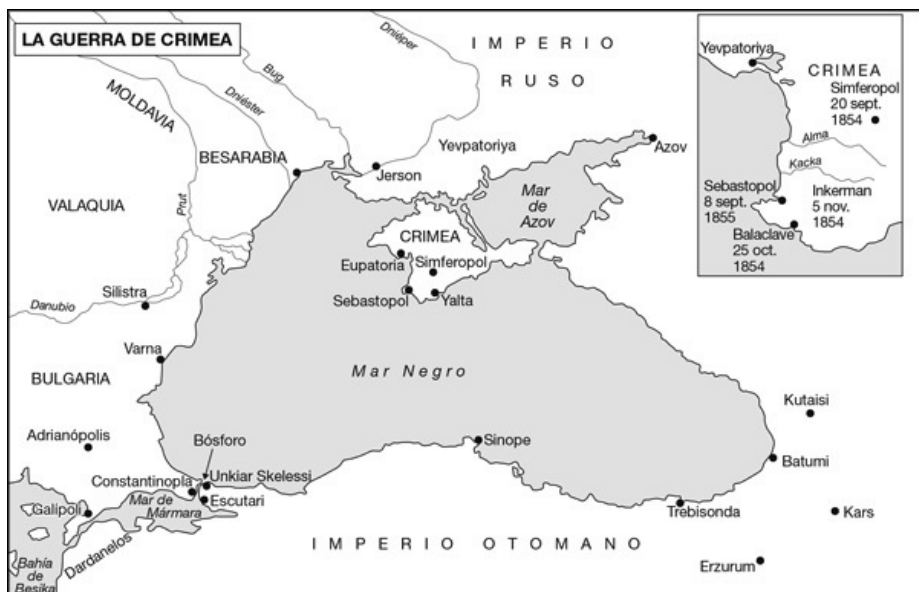 LA GUERRA DE CRIMEA
Dniéper
IMPERIO
RUSO
Bug
Dniéster
MOLDAVIA
BESARABIA
Jerson
Yevpatoriya
Azov
Mar
de
Azov
VALAQUIA
Prut
CRIMEA
Eupatoria
Simferopol
Sebastopol
Yalta
Silistra
Danubio
Varna
BULGARIA
Mar Negro
Kutaisi
Adrianópolis
Bósforo
Sinope
Batumi
Constantinopla
Unkiar Skelessi
Escutari
Mar de
Mármara
Galípoli
Dardanelos
Trebisonda
Kars
IMPERIO OTOMANO
Bahía
de
Besika
Erzurum
Yevpatoriya
CRIMEA
Simferopol
20 sept.
1854
Alma
Kacka
Sebastopol
8 sept.
1855
Inkerman
5 nov.
1854
Balaclave
25 oct.
1854